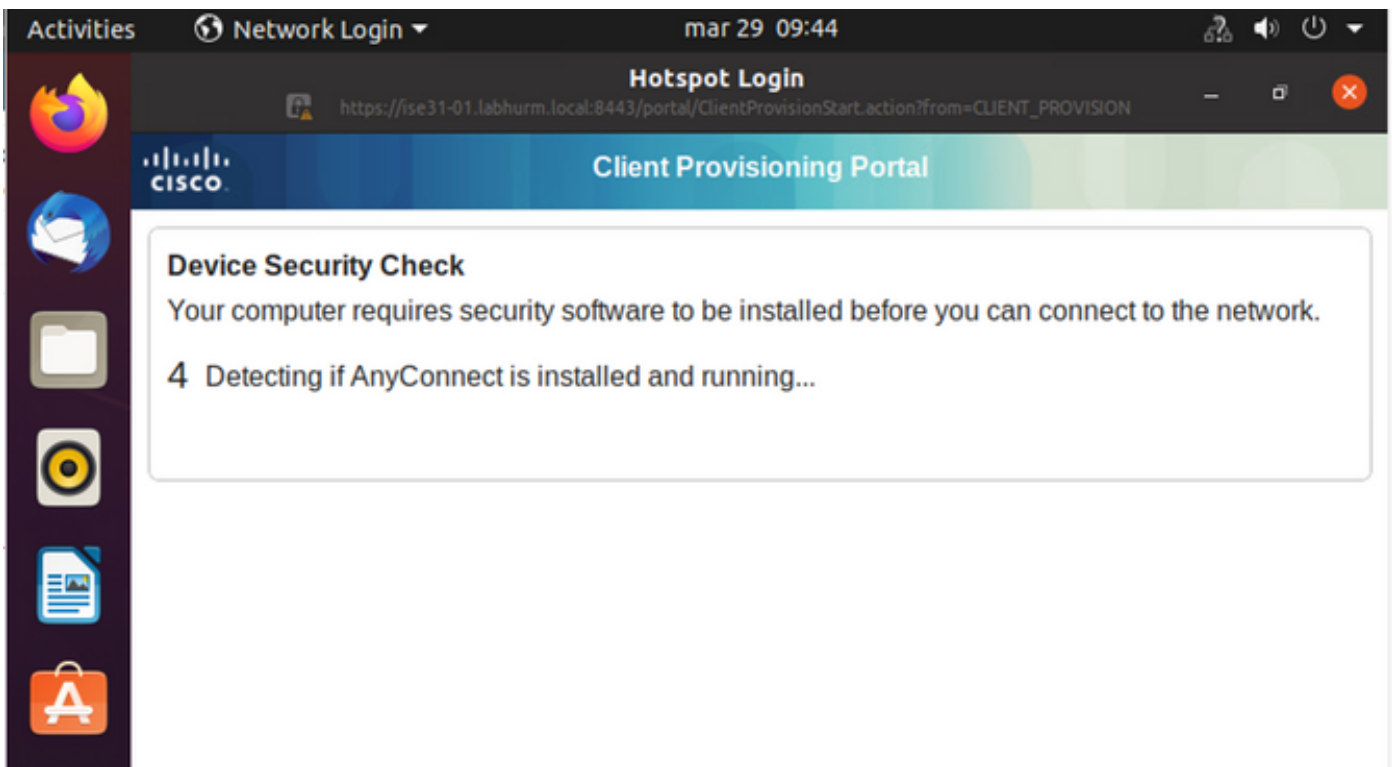 Activities Network Login mar 29 09:44
Hotspot Login
https://ise31-01.labhurm.local:8443/portal/ClientProvisionStart.action?from=CLIENT_PROVISION
CISCO Client Provisioning Portal
Device Security Check
Your computer requires security software to be installed before you can connect to the network.
4 Detecting if AnyConnect is installed and running...